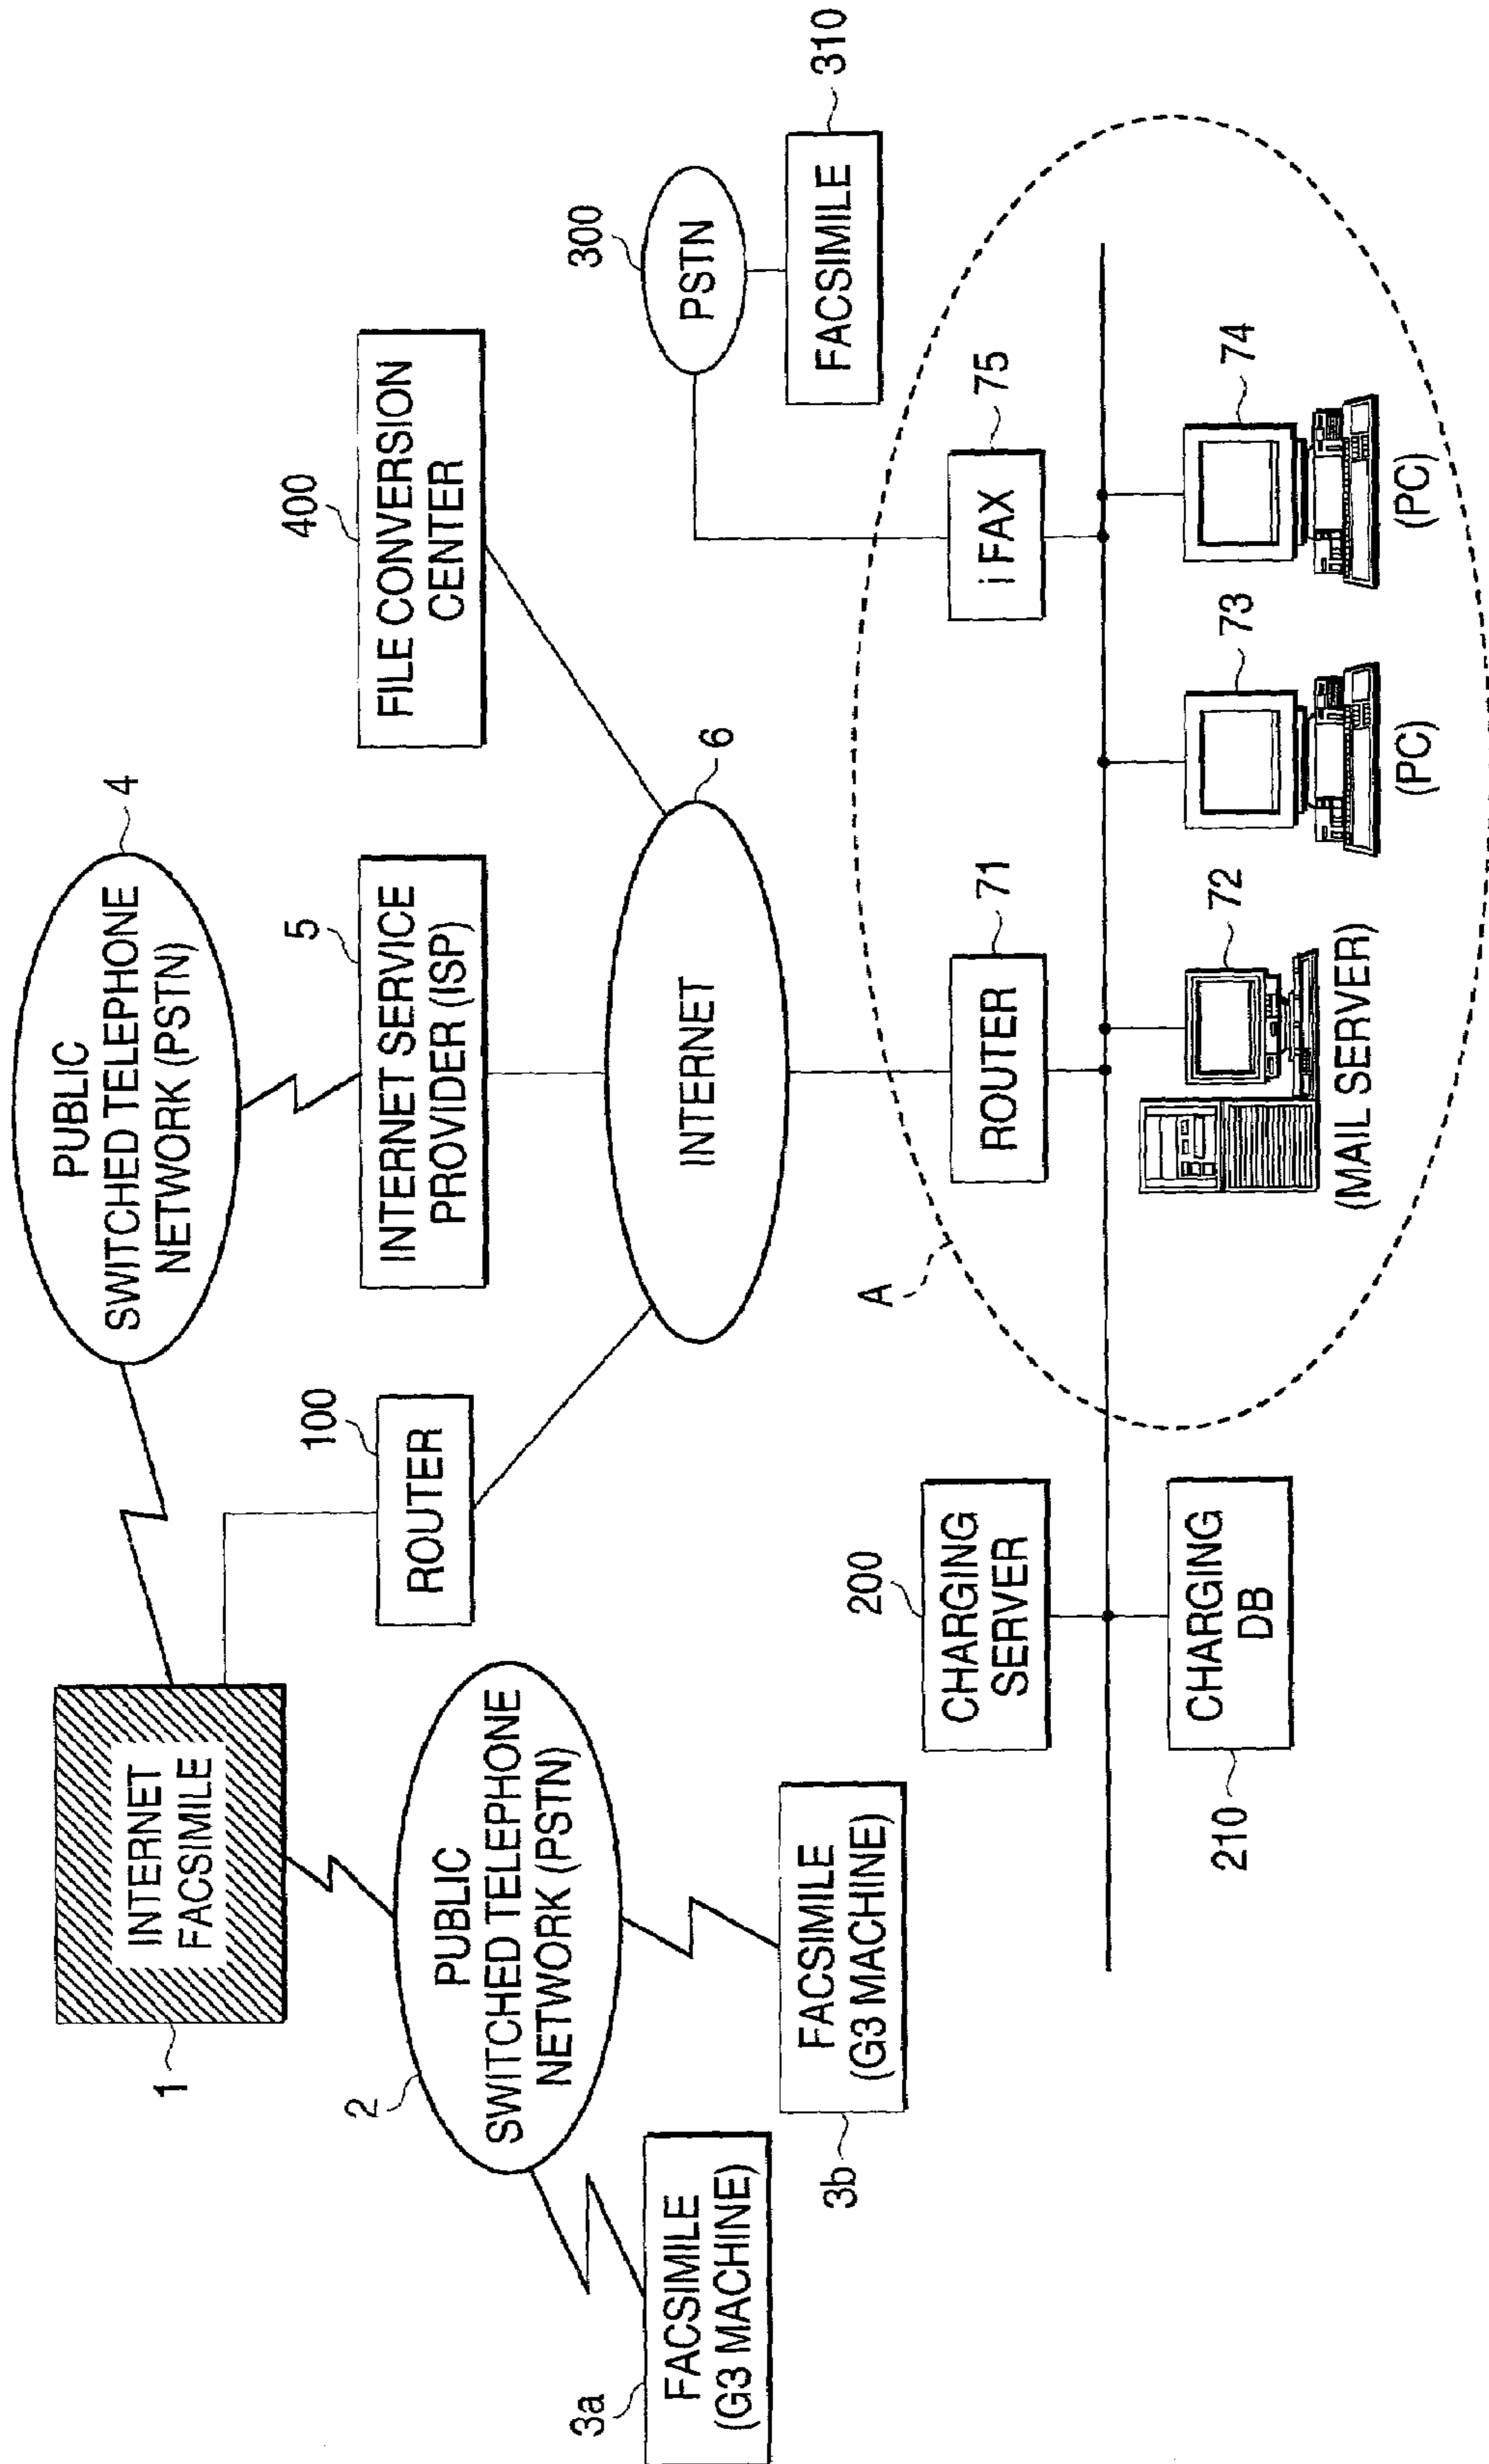 1
INTERNET
FACSIMILE
PUBLIC
SWITCHED TELEPHONE
NETWORK (PSTN)
4
2
PUBLIC
SWITCHED TELEPHONE
NETWORK (PSTN)
100
ROUTER
5
INTERNET SERVICE
PROVIDER (ISP)
400
FILE CONVERSION
CENTER
3a
FACSIMILE
(G3 MACHINE)
3b
FACSIMILE
(G3 MACHINE)
INTERNET
6
300
PSTN
FACSIMILE
310
A
200
CHARGING
SERVER
ROUTER
71
i FAX
75
210
CHARGING
DB
72
(MAIL SERVER)
73
(PC)
74
(PC)